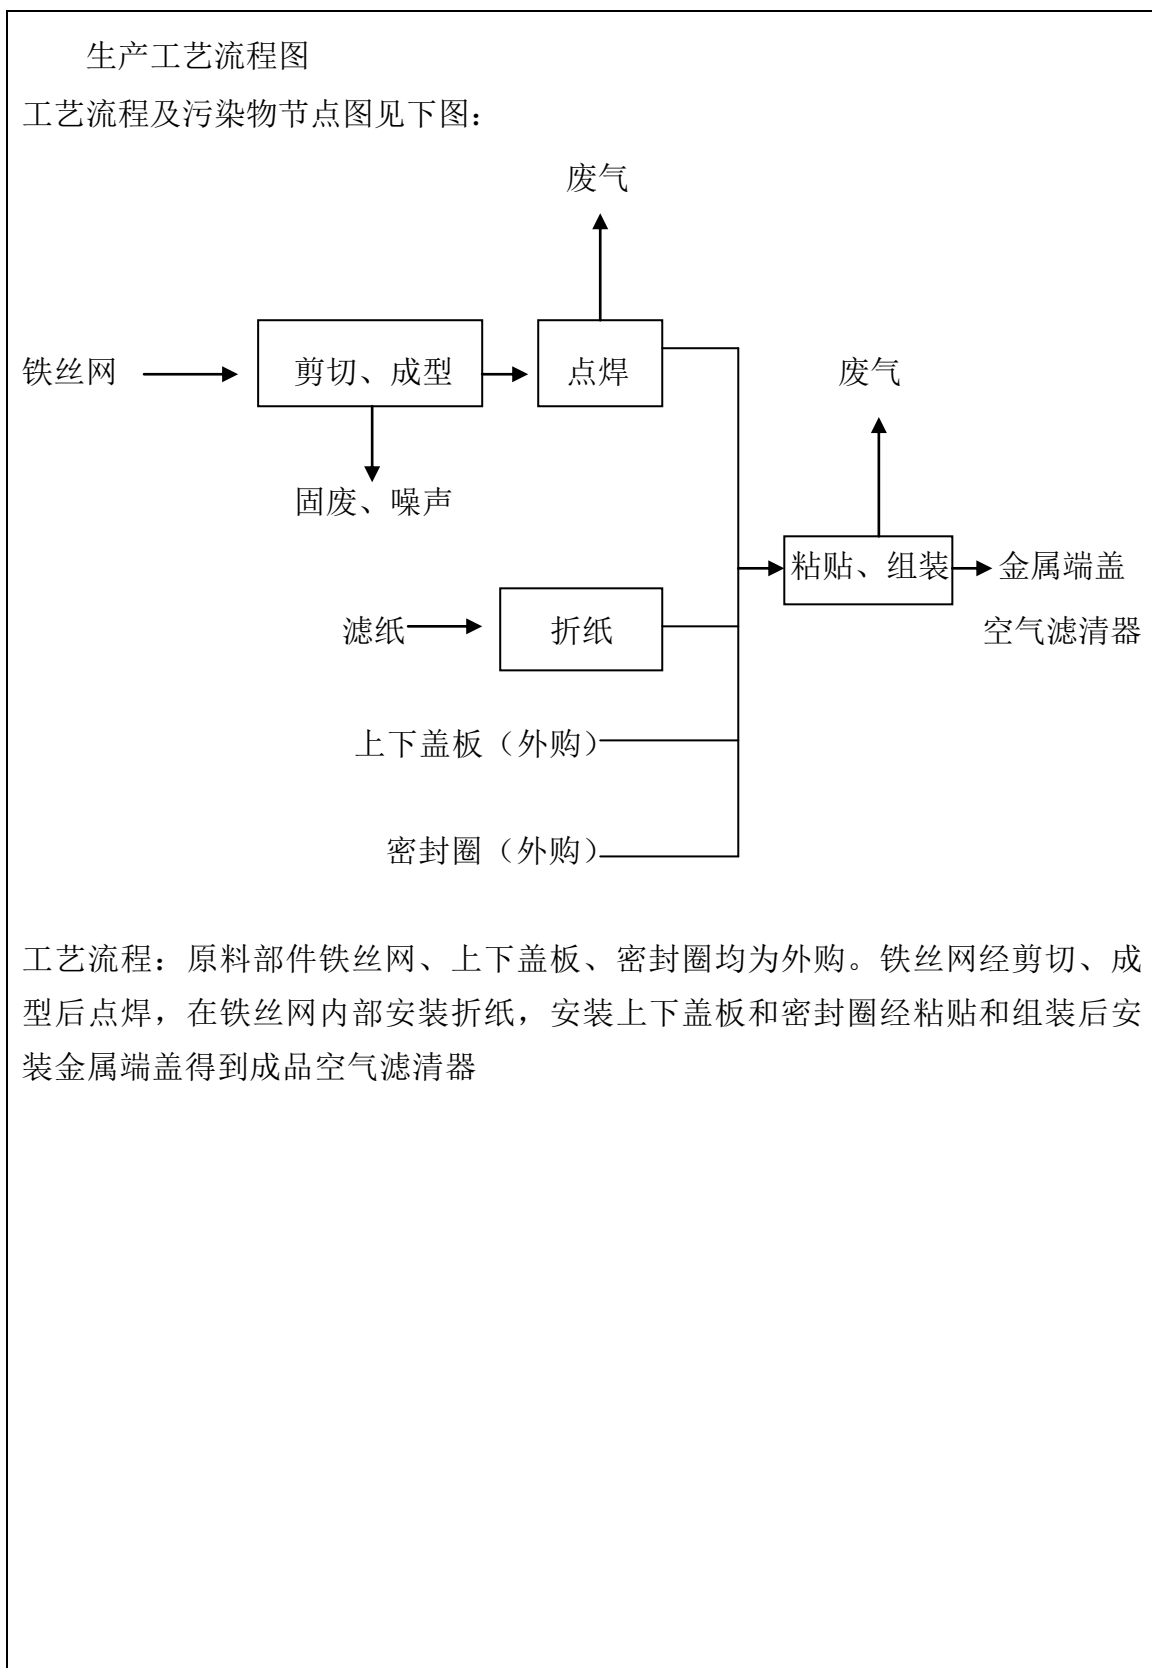 生产工艺流程图
工艺流程及污染物节点图见下图：
废气
铁丝网
剪切、成型
点焊
废气
固废、噪声
粘贴、组装
金属端盖
滤纸
折纸
空气滤清器
上下盖板（外购）
密封圈（外购）
工艺流程：原料部件铁丝网、上下盖板、密封圈均为外购。铁丝网经剪切、成
型后点焊，在铁丝网内部安装折纸，安装上下盖板和密封圈经粘贴和组装后安
装金属端盖得到成品空气滤清器